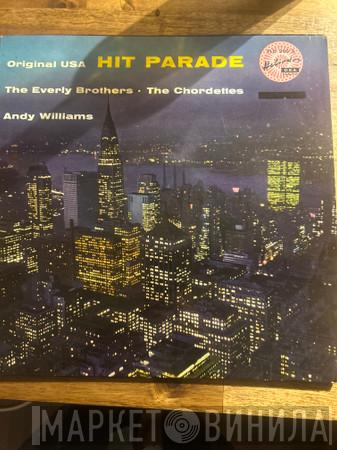 Original USA HIT PARADE
The Everly Brothers · The Chordettes
Andy Williams
МАРКЕТ ВИНИЛА